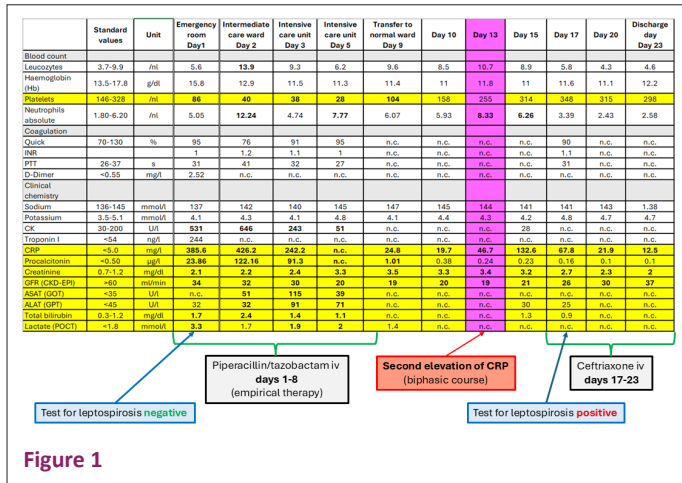 Standard values Unit Emergency room Day1 Intermediate care ward Day 2 Intensive care unit Day 3 Intensive care unit Day 5 Transfer to normal ward Day 9 Day 10 Day 13 Day 15 Day 17 Day 20 Discharge day Day 23
Blood count
Leucozytes 3.7-9.9 /nl 5.6 13.9 9.3 6.2 9.6 8.5 10.7 8.9 5.8 4.3 4.6
Haemoglobin (Hb) 13.5-17.8 g/dl 15.8 12.9 11.5 11.3 11.4 11 11.8 11 11.6 11.1 12.2
Platelets 146-328 /nl 86 40 38 28 104 158 255 314 348 315 298
Neutrophils absolute 1.80-6.20 /nl 5.05 12.24 4.74 7.77 6.07 5.93 8.33 6.26 3.39 2.43 2.58
Coagulation
Quick 70-130 % 95 76 91 95 n.c. n.c. n.c. n.c. 90 n.c. n.c.
INR 1 1.2 1.1 1 n.c. n.c. n.c. n.c. 1.1 n.c. n.c.
PTT 26-37 s 31 41 32 27 n.c. n.c. n.c. n.c. 31 n.c. n.c.
D-Dimer <0.55 mg/l 2.52 n.c. n.c. n.c. n.c. n.c. n.c. n.c. n.c. n.c. n.c.
Clinical chemistry
Sodium 136-145 mmol/l 137 142 140 145 147 145 144 141 141 143 1.38
Potassium 3.5-5.1 mmol/l 4.1 4.3 4.1 4.8 4.1 4.4 4.3 4.2 4.8 4.7 4.7
CK 30-200 U/l 531 646 243 51 n.c. n.c. n.c. 28 n.c. n.c. n.c.
Troponin I <54 ng/l 244 n.c. n.c. n.c. n.c. n.c. n.c. n.c. n.c. n.c. n.c.
CRP <5.0 mg/l 385.6 426.2 242.2 n.c. 24.8 19.7 46.7 132.6 67.8 21.9 12.5
Procalcitonin <0.50 µg/l 23.86 122.16 91.3 n.c. 1.01 0.38 0.24 0.23 0.16 0.1 0.1
Creatinine 0.7-1.2 mg/dl 2.1 2.2 2.4 3.3 3.5 3.3 3.4 3.2 2.7 2.3 2
GFR (CKD-EPI) >60 ml/min 34 32 30 20 19 20 19 21 26 30 37
ASAT (GOT) <35 U/l n.c. 51 115 39 n.c. n.c. n.c. n.c. n.c. n.c. n.c.
ALAT (GPT) <45 U/l 32 32 91 71 n.c. n.c. n.c. 30 25 n.c. n.c.
Total bilirubin 0.3-1.2 mg/dl 1.7 2.4 1.4 1.1 n.c. n.c. n.c. 1.3 0.9 n.c. n.c.
Lactate (POCT) <1.8 mmol/l 3.3 1.7 1.9 2 1.4 n.c. n.c. n.c. n.c. n.c. n.c.
Piperacillin/tazobactam iv
days 1-8
(empirical therapy)
Second elevation of CRP
(biphasic course)
Ceftriaxone iv
days 17-23
Test for leptospirosis negative
Test for leptospirosis positive
Figure 1